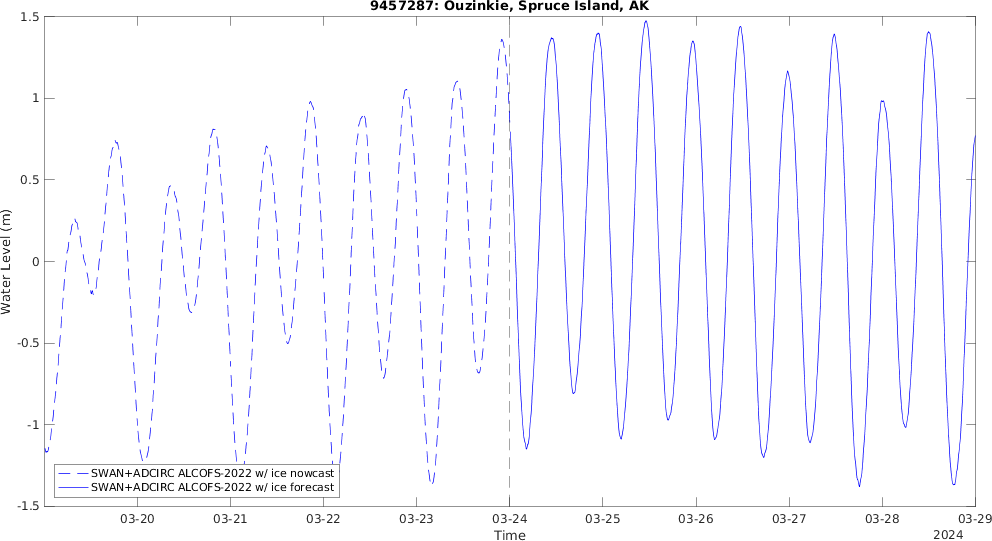 9457287: Ouzinkie, Spruce Island, AK
1.5
1
0.5
0
-0.5
-1
-1.5
Water Level (m)
SWAN+ADCIRC ALCOFS-2022 w/ ice nowcast
SWAN+ADCIRC ALCOFS-2022 w/ ice forecast
03-20 03-21 03-22 03-23 03-24 03-25 03-26 03-27 03-28 03-29
Time
2024